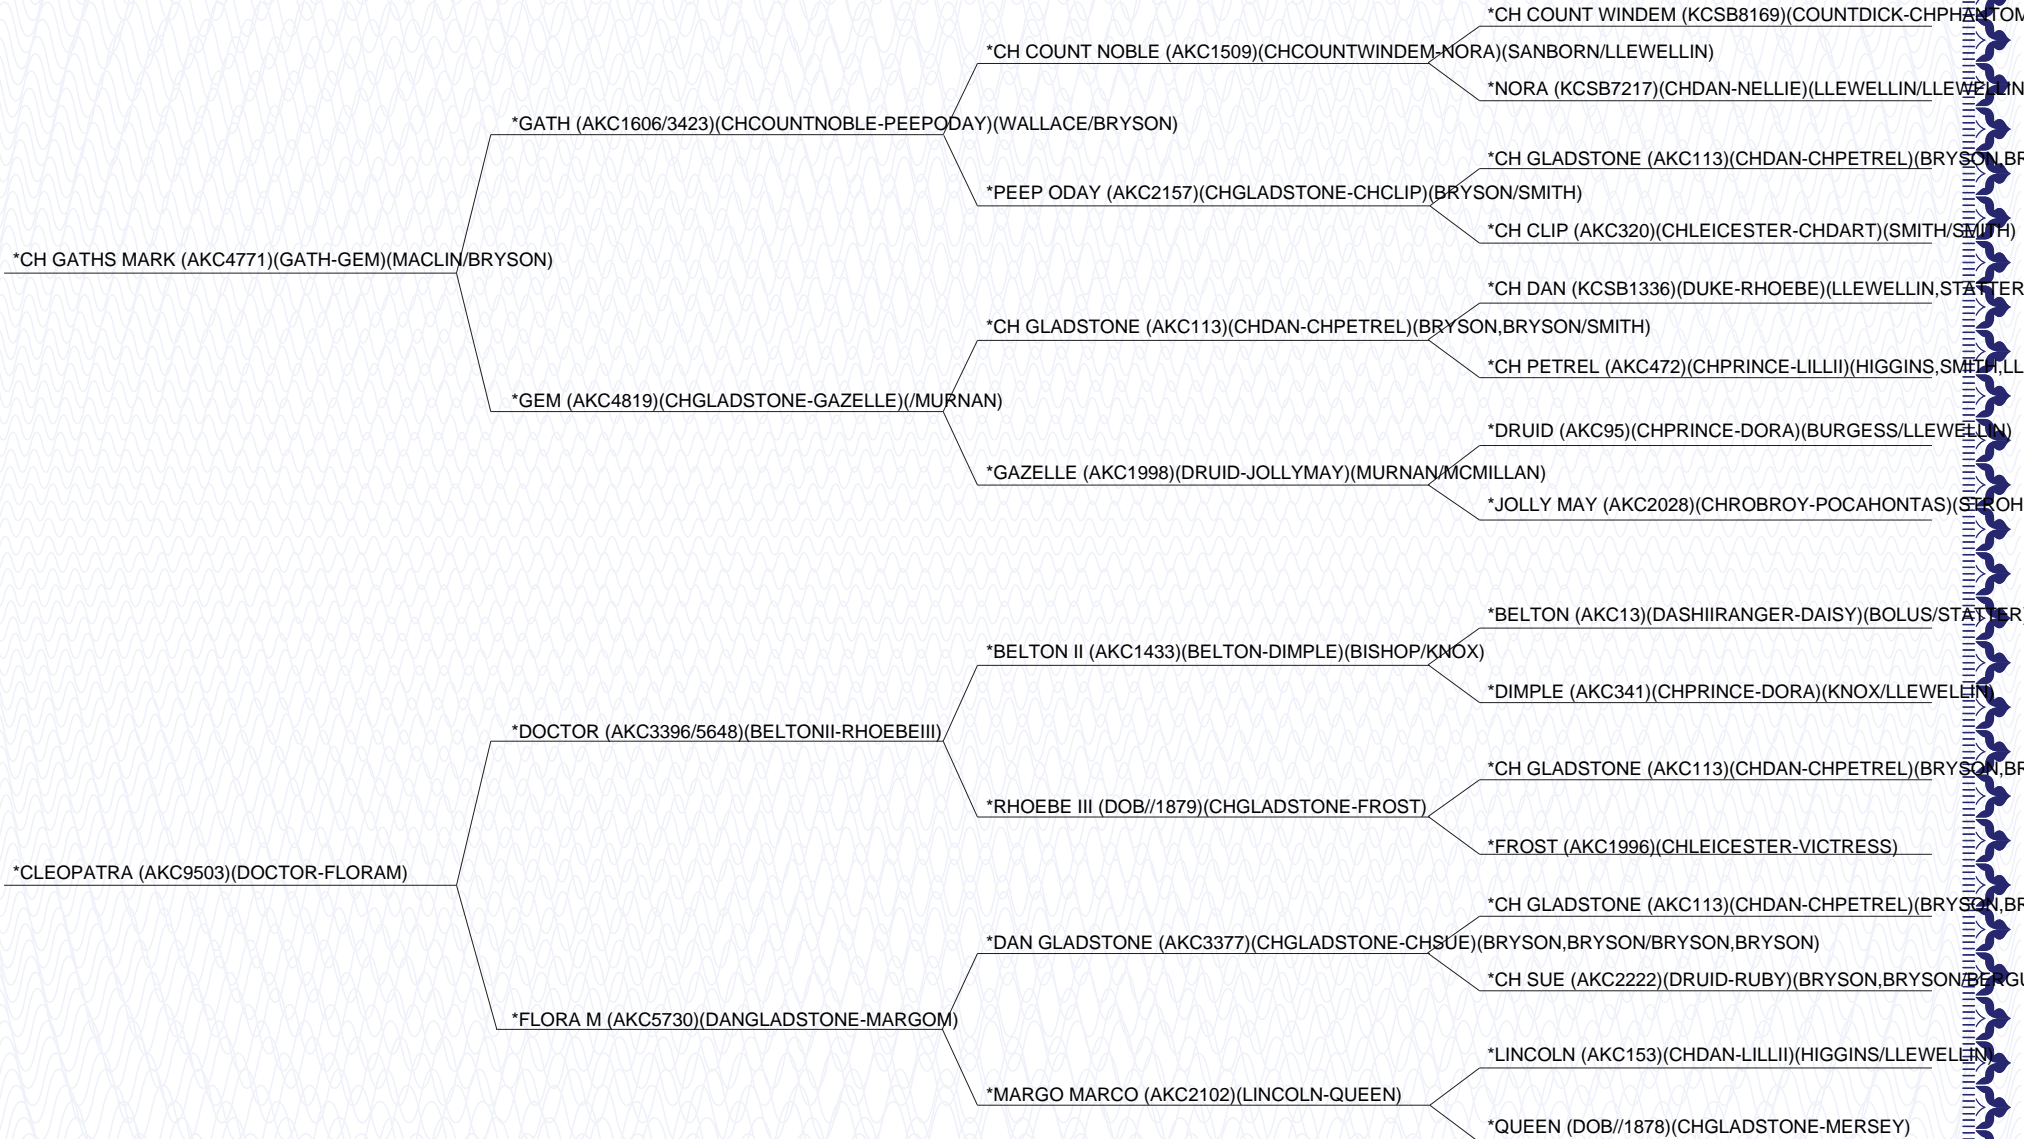 *CH COUNT WINDEM (KCSB8169)(COUNTDICK-CHPHANTOM
*CH COUNT NOBLE (AKC1509)(CHCOUNTWINDEM-NORA)(SANBORN/LLEWELLIN)
*NORA (KCSB7217)(CHDAN-NELLIE)(LLEWELLIN/LLEWELLIN
*GATH (AKC1606/3423)(CHCOUNTNOBLE-PEEPODAY)(WALLACE/BRYSON)
*CH GLADSTONE (AKC113)(CHDAN-CHPETREL)(BRYSON,BR
*PEEP ODAY (AKC2157)(CHGLADSTONE-CHCLIP)(BRYSON/SMITH)
*CH CLIP (AKC320)(CHLEICESTER-CHDART)(SMITH/SMITH)
*CH GATHS MARK (AKC4771)(GATH-GEM)(MACLIN/BRYSON)
*CH DAN (KCSB1336)(DUKE-RHOEBE)(LLEWELLIN,STATTER
*CH GLADSTONE (AKC113)(CHDAN-CHPETREL)(BRYSON,BRYSON/SMITH)
*CH PETREL (AKC472)(CHPRINCE-LILLII)(HIGGINS,SMITH,LL
*GEM (AKC4819)(CHGLADSTONE-GAZELLE)(/MURNAN)
*DRUID (AKC95)(CHPRINCE-DORA)(BURGESS/LLEWELLIN)
*GAZELLE (AKC1998)(DRUID-JOLLYMAY)(MURNAN/MCMILLAN)
*JOLLY MAY (AKC2028)(CHROBROY-POCAHONTAS)(STROH
*BELTON (AKC13)(DASHIIRANGER-DAISY)(BOLUS/STATTER)
*BELTON II (AKC1433)(BELTON-DIMPLE)(BISHOP/KNOX)
*DIMPLE (AKC341)(CHPRINCE-DORA)(KNOX/LLEWELLIN)
*DOCTOR (AKC3396/5648)(BELTONII-RHOEBEIII)
*CH GLADSTONE (AKC113)(CHDAN-CHPETREL)(BRYSON,BR
*RHOEBE III (DOB//1879)(CHGLADSTONE-FROST)
*FROST (AKC1996)(CHLEICESTER-VICTRESS)
*CLEOPATRA (AKC9503)(DOCTOR-FLORAM)
*CH GLADSTONE (AKC113)(CHDAN-CHPETREL)(BRYSON,BR
*DAN GLADSTONE (AKC3377)(CHGLADSTONE-CHSUE)(BRYSON,BRYSON/BRYSON,BRYSON)
*CH SUE (AKC2222)(DRUID-RUBY)(BRYSON,BRYSON/BERGU
*FLORA M (AKC5730)(DANGLADSTONE-MARGOM)
*LINCOLN (AKC153)(CHDAN-LILLII)(HIGGINS/LLEWELLIN)
*MARGO MARCO (AKC2102)(LINCOLN-QUEEN)
*QUEEN (DOB//1878)(CHGLADSTONE-MERSEY)